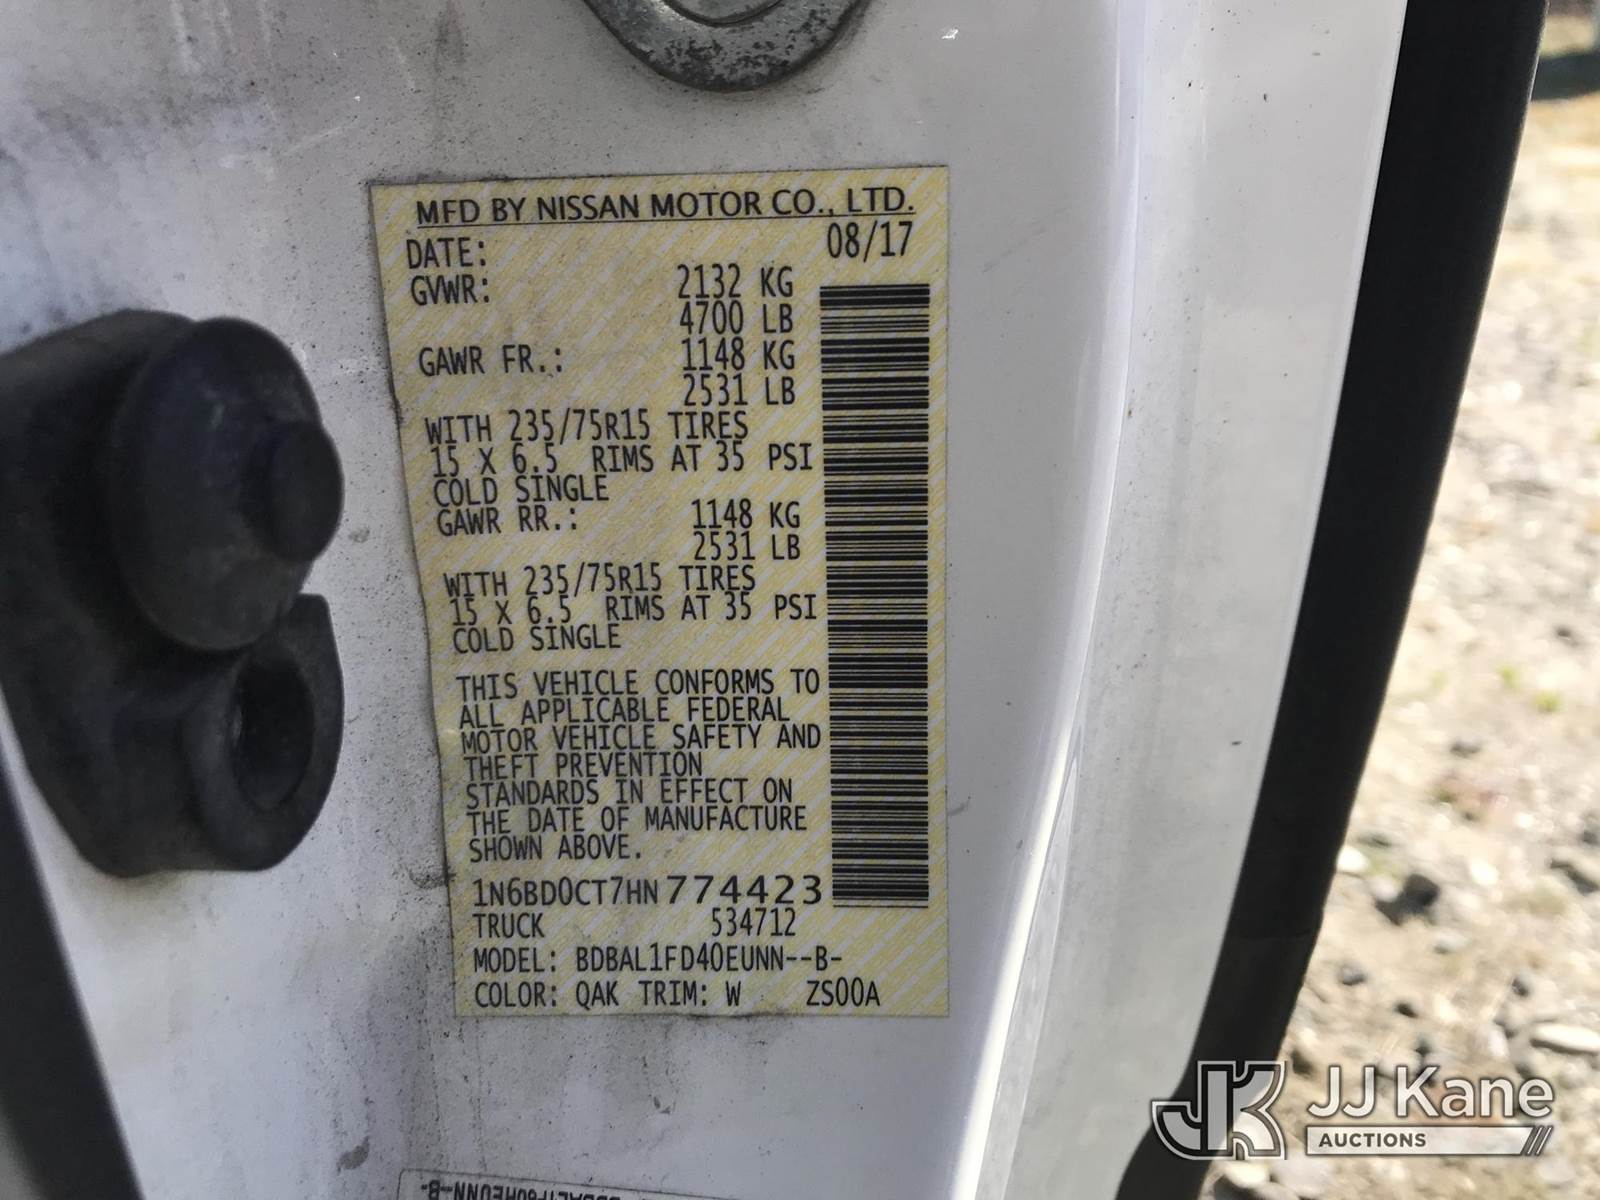 MFD BY NISSAN MOTOR CO., LTD.
DATE: 08/17
GVWR: 2132 KG
4700 LB
GAWR FR.: 1148 KG
2531 LB
WITH 235/75R15 TIRES
15 X 6.5 RIMS AT 35 PSI
COLD SINGLE
GAWR RR.: 1148 KG
2531 LB
WITH 235/75R15 TIRES
15 X 6.5 RIMS AT 35 PSI
COLD SINGLE
THIS VEHICLE CONFORMS TO
ALL APPLICABLE FEDERAL
MOTOR VEHICLE SAFETY AND
THEFT PREVENTION
STANDARDS IN EFFECT ON
THE DATE OF MANUFACTURE
SHOWN ABOVE.
1N6BD0CT7HN774423
TRUCK 534712
MODEL: BDBAL1FD40EUNN--B-
COLOR: QAK TRIM: W ZS00A
JK JJ Kane
AUCTIONS